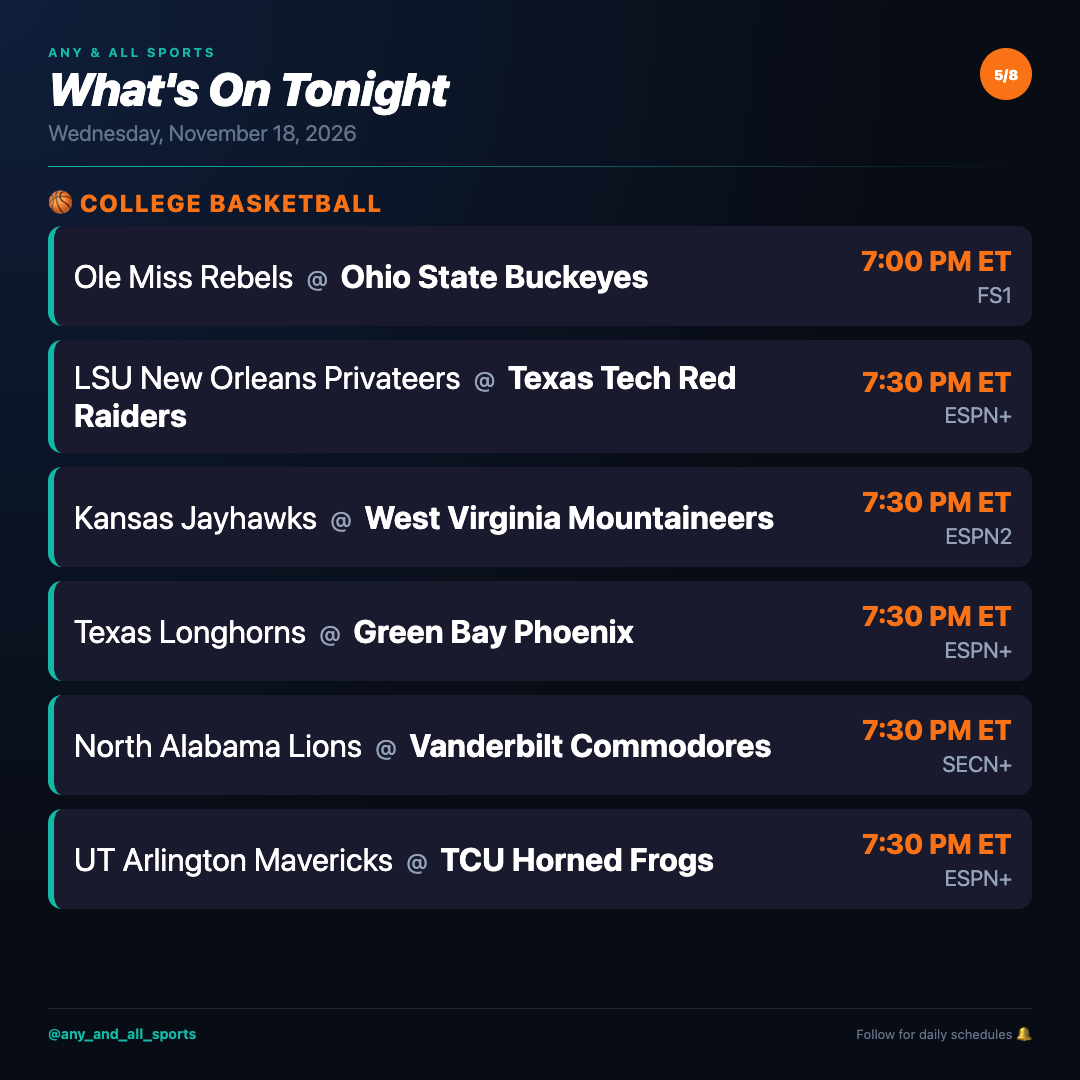 ANY & ALL SPORTS
What's On Tonight
5/8
Wednesday, November 18, 2026
🏀 COLLEGE BASKETBALL
Ole Miss Rebels @ Ohio State Buckeyes
7:00 PM ET
FS1
LSU New Orleans Privateers @ Texas Tech Red
Raiders
7:30 PM ET
ESPN+
Kansas Jayhawks @ West Virginia Mountaineers
7:30 PM ET
ESPN2
Texas Longhorns @ Green Bay Phoenix
7:30 PM ET
ESPN+
North Alabama Lions @ Vanderbilt Commodores
7:30 PM ET
SECN+
UT Arlington Mavericks @ TCU Horned Frogs
7:30 PM ET
ESPN+
@any_and_all_sports
Follow for daily schedules 🔔